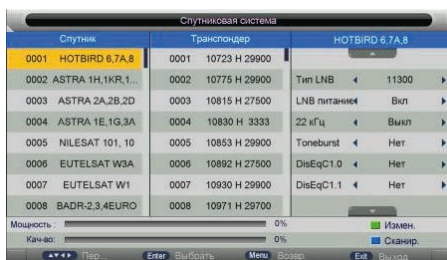 Спутниковая система
Спутник Транспондер HOTBIRD 6,7A,8
0001 HOTBIRD 6,7A,8 0001 10723 H 29900
0002 ASTRA 1H,1KR,1... 0002 10775 H 29900 Тип LNB 11300
0003 ASTRA 2A,2B,2D 0003 10815 H 27500 LNB питание Вкл
0004 ASTRA 1E,1G,3A 0004 10830 H 3333 22 кГц Выкл
0005 NILESAT 101, 10 0005 10853 H 29900 Toneburst Нет
0006 EUTELSAT W3A 0006 10892 H 27500 DisEqC1.0 Нет
0007 EUTELSAT W1 0007 10930 H 29900 DisEqC1.1 Нет
0008 BADR-2,3,4EURO 0008 10971 H 29700
Мощность : 0% Измен.
Кач-во: 0% Сканир.
Пер... Enter Выбрать Menu Возвр. Exit Выход